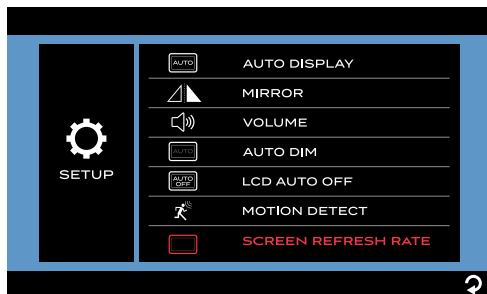 AUTO AUTO DISPLAY
MIRROR
VOLUME
AUTO AUTO DIM
SETUP
AUTO OFF LCD AUTO OFF
MOTION DETECT
SCREEN REFRESH RATE